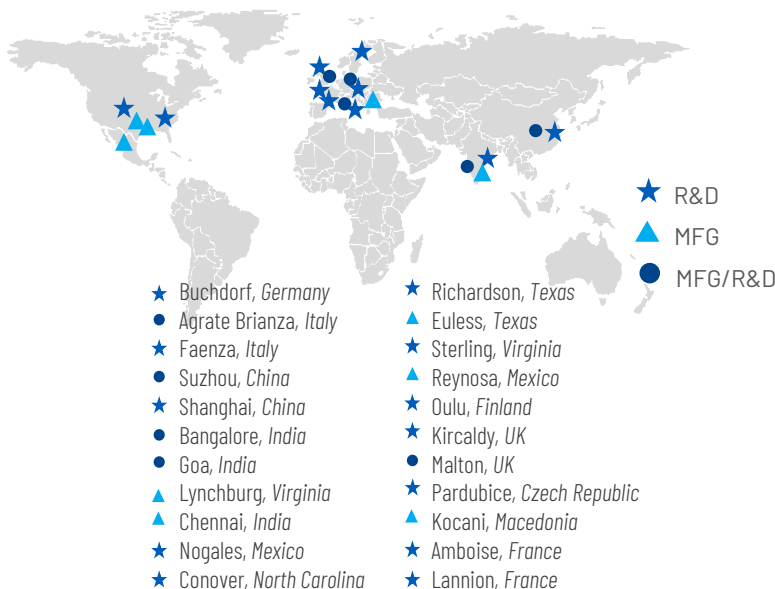 R&D
MFG
MFG/R&D
Buchdorf, Germany
Agrate Brianza, Italy
Faenza, Italy
Suzhou, China
Shanghai, China
Bangalore, India
Goa, India
Lynchburg, Virginia
Chennai, India
Nogales, Mexico
Conover, North Carolina
Richardson, Texas
Euless, Texas
Sterling, Virginia
Reynosa, Mexico
Oulu, Finland
Kircaldy, UK
Malton, UK
Pardubice, Czech Republic
Kocani, Macedonia
Amboise, France
Lannion, France